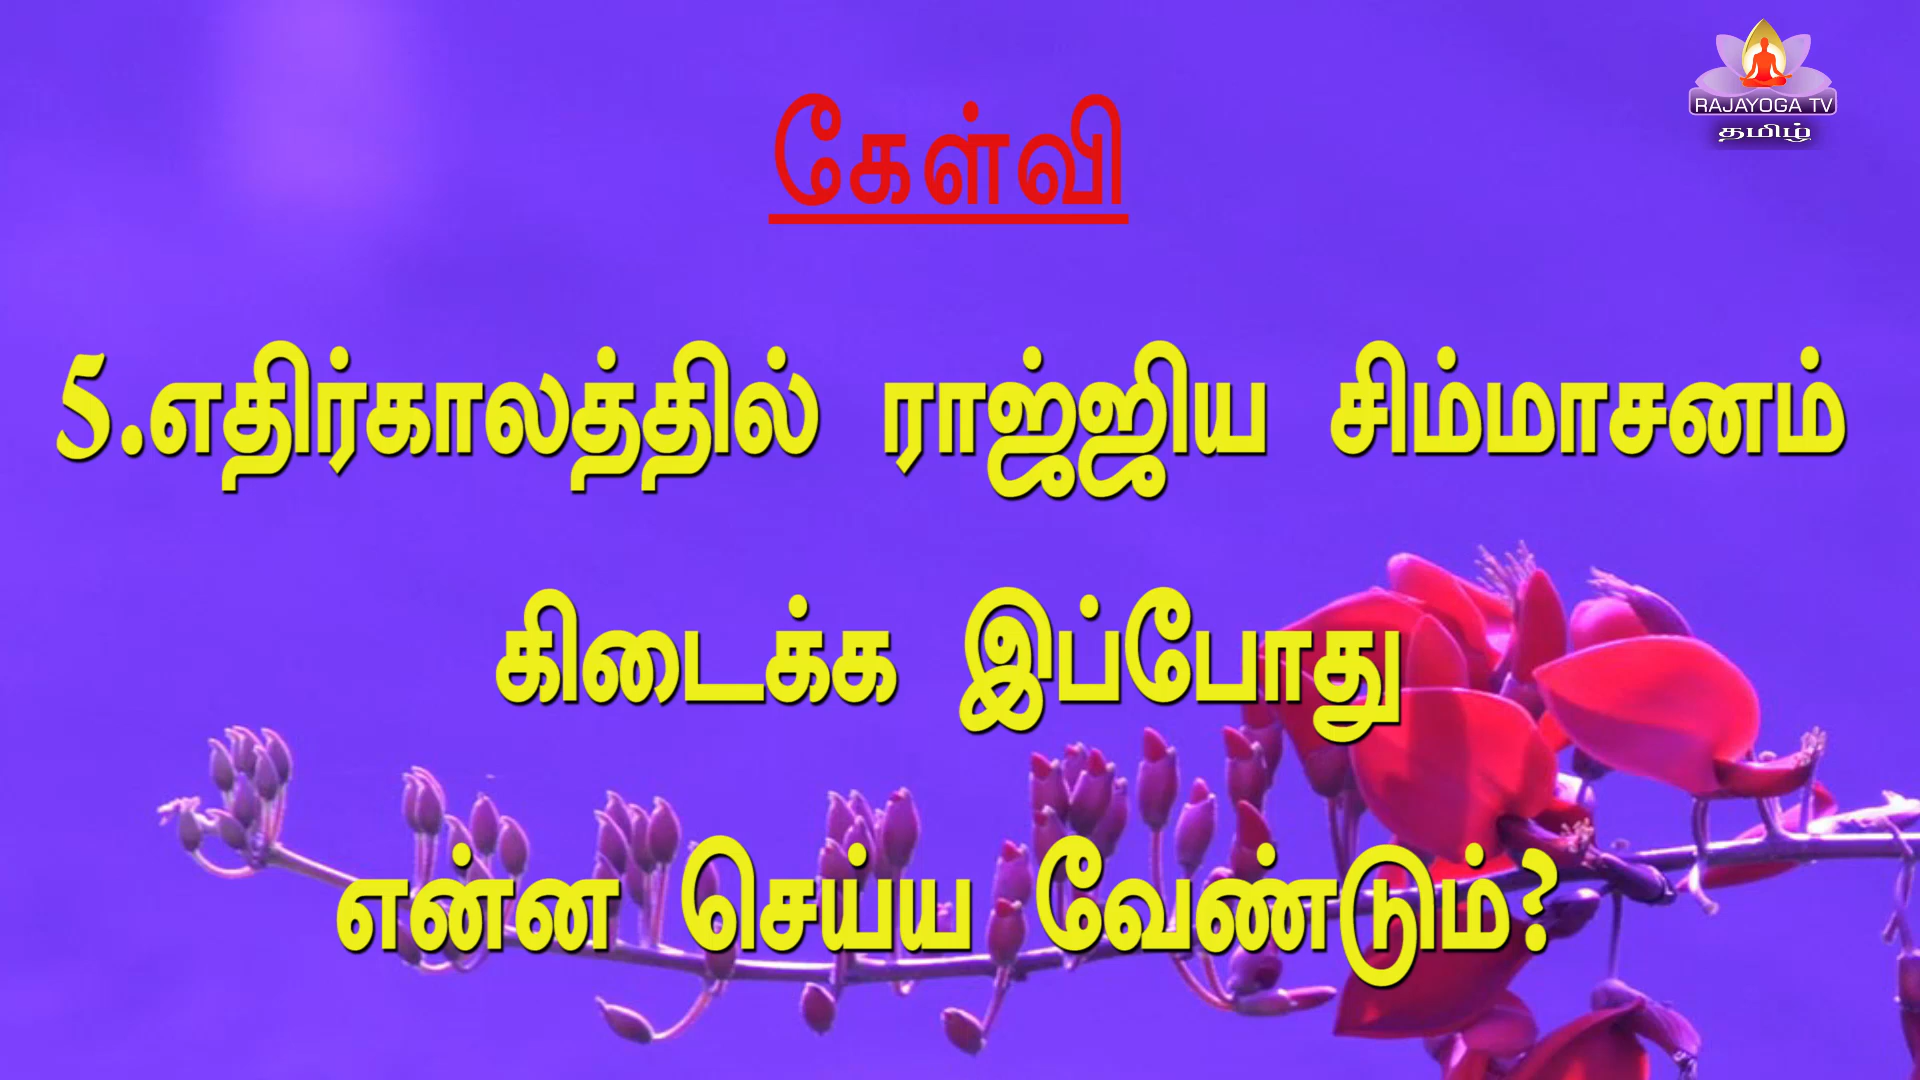 RAJAYOGA TV
தமிழ்
கேள்வி
5.எதிர்காலத்தில் ராஜ்ஜிய சிம்மாசனம்
கிடைக்க இப்போது
என்ன செய்ய வேண்டும்?